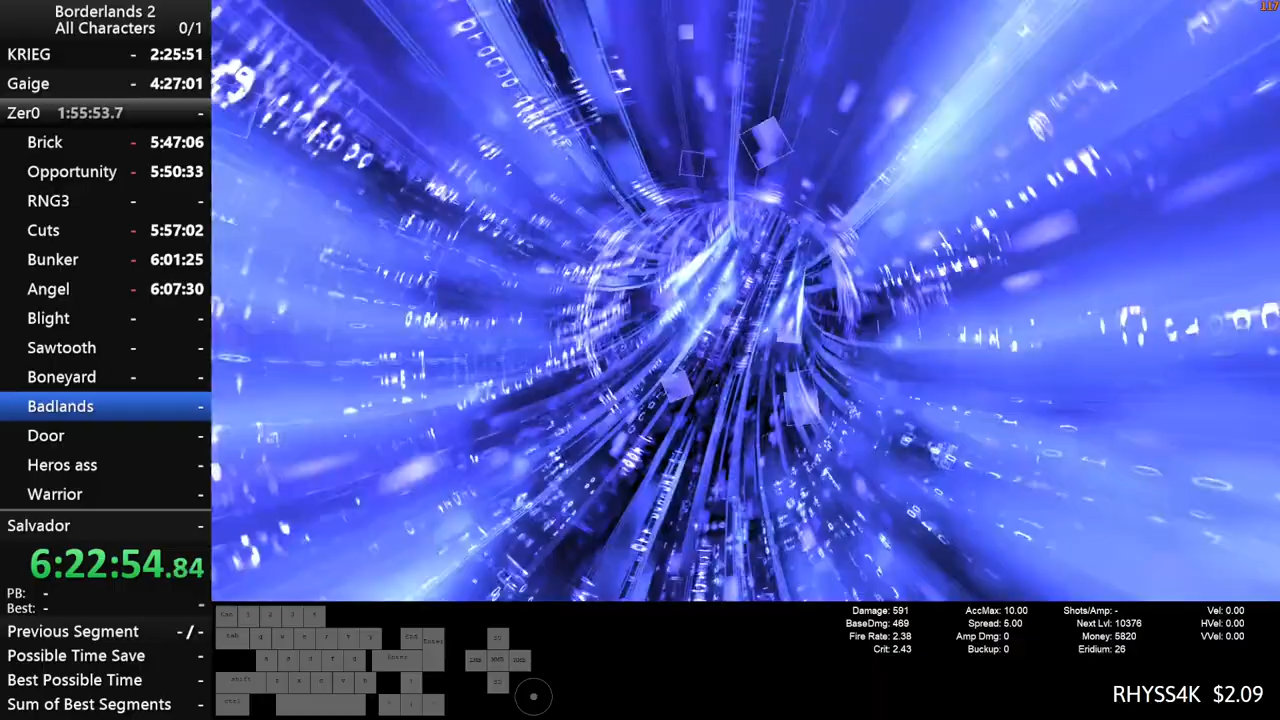 Borderlands 2
All Characters 0/1
KRIEG - 2:25:51
Gaige - 4:27:01
Zer0 1:55:53.7 -
Brick - 5:47:06
Opportunity - 5:50:33
RNG3 - -
Cuts - 5:57:02
Bunker - 6:01:25
Angel - 6:07:30
Blight - -
Sawtooth - -
Boneyard - -
Badlands -
Door -
Heros ass -
Warrior -
Salvador -
6:22:54.84
PB: -
Best: - -
Previous Segment - / -
Possible Time Save -
Best Possible Time -
Sum of Best Segments -
117
Damage: 591 AccMax: 10.00 Shots/Amp: - Vel: 0.00
BaseDmg: 469 Spread: 5.00 Next Lvl: 10376 HVel: 0.00
Fire Rate: 2.38 Amp Dmg: 0 Money: 5820 VVel: 0.00
Crit: 2.43 Buckup: 0 Eridium: 26
RHYSS4K $2.09